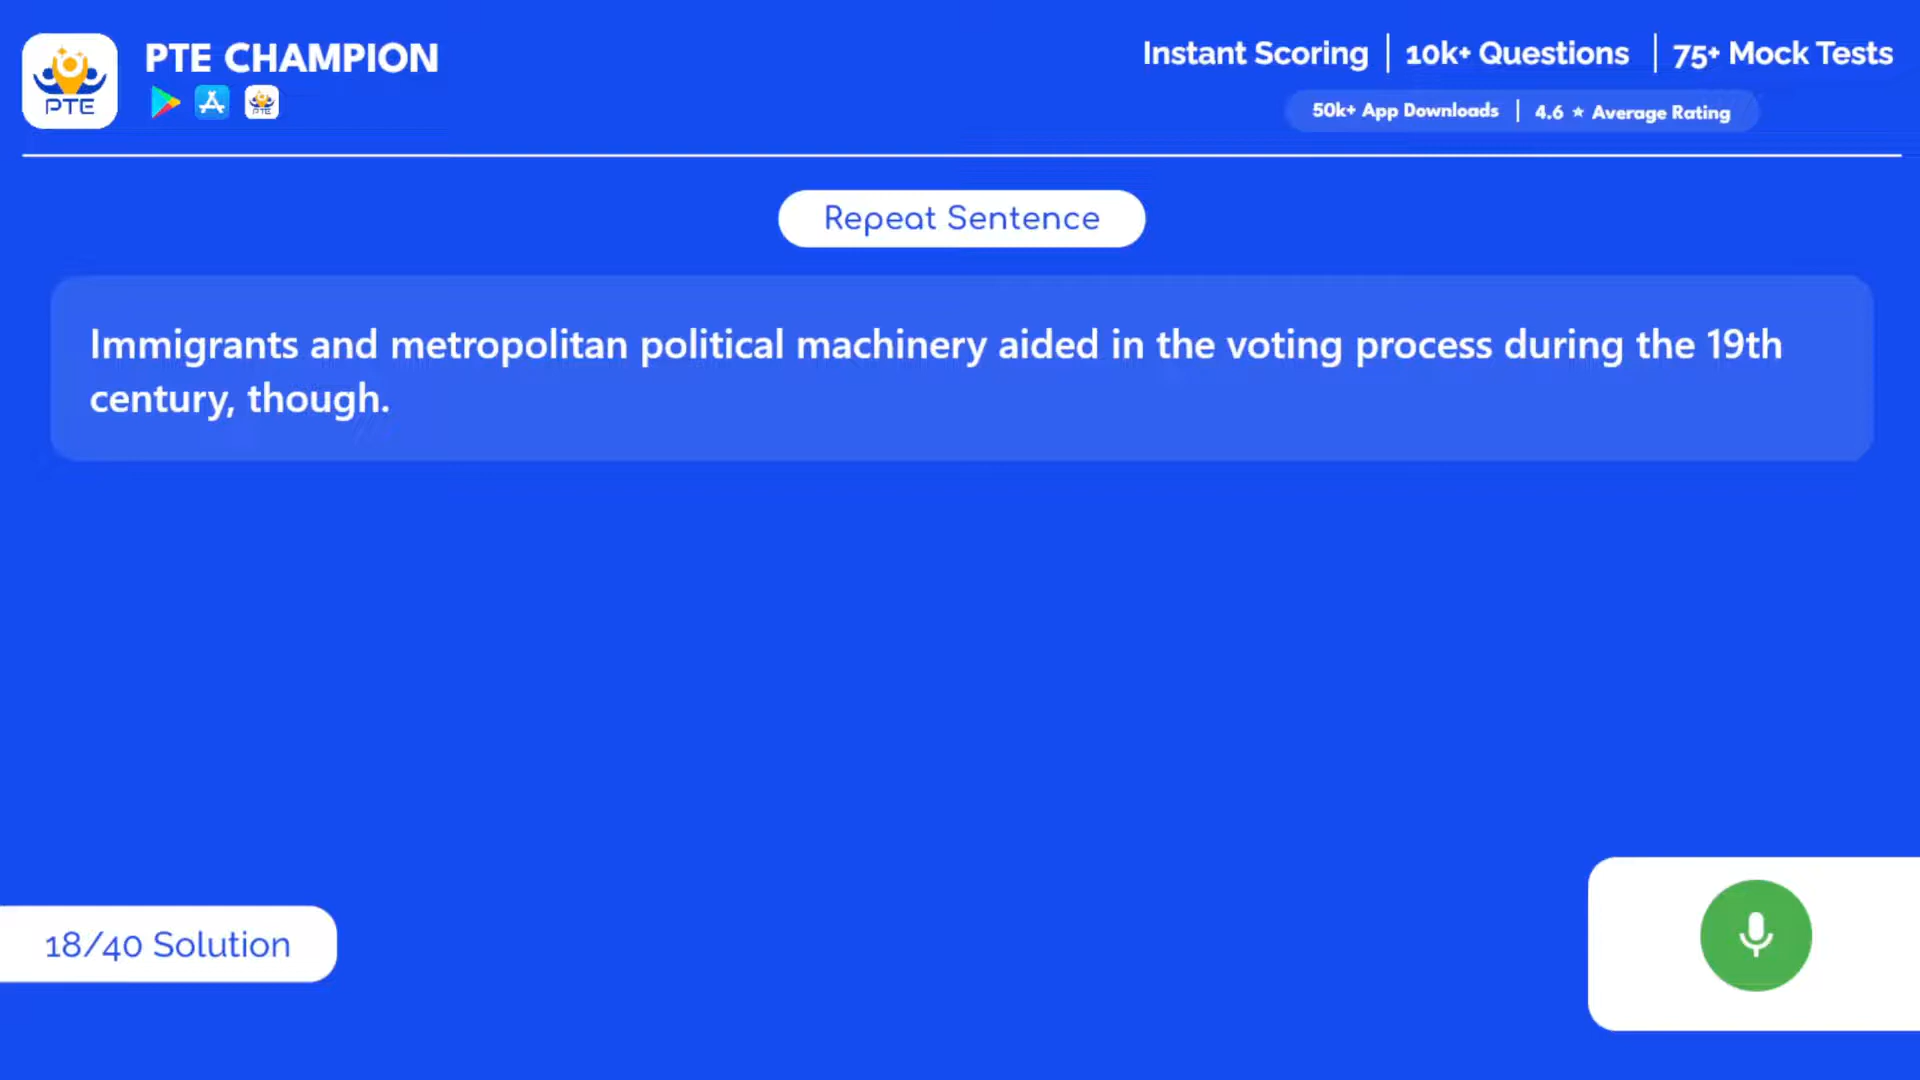 PTE
PTE CHAMPION
PTE
Instant Scoring | 10k+ Questions | 75+ Mock Tests
50k+ App Downloads | 4.6 ★ Average Rating
Repeat Sentence
Immigrants and metropolitan political machinery aided in the voting process during the 19th
century, though.
18/40 Solution